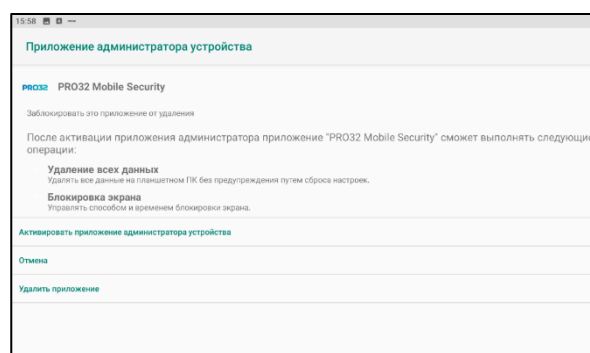 15:58
Приложение администратора устройства
PRO32 PRO32 Mobile Security
Заблокировать это приложение от удаления
После активации приложения администратора приложение "PRO32 Mobile Security" сможет выполнять следующие
операции:
Удаление всех данных
Удалять все данные на планшетном ПК без предупреждения путем сброса настроек.
Блокировка экрана
Управлять способом и временем блокировки экрана.
Активировать приложение администратора устройства
Отмена
Удалить приложение